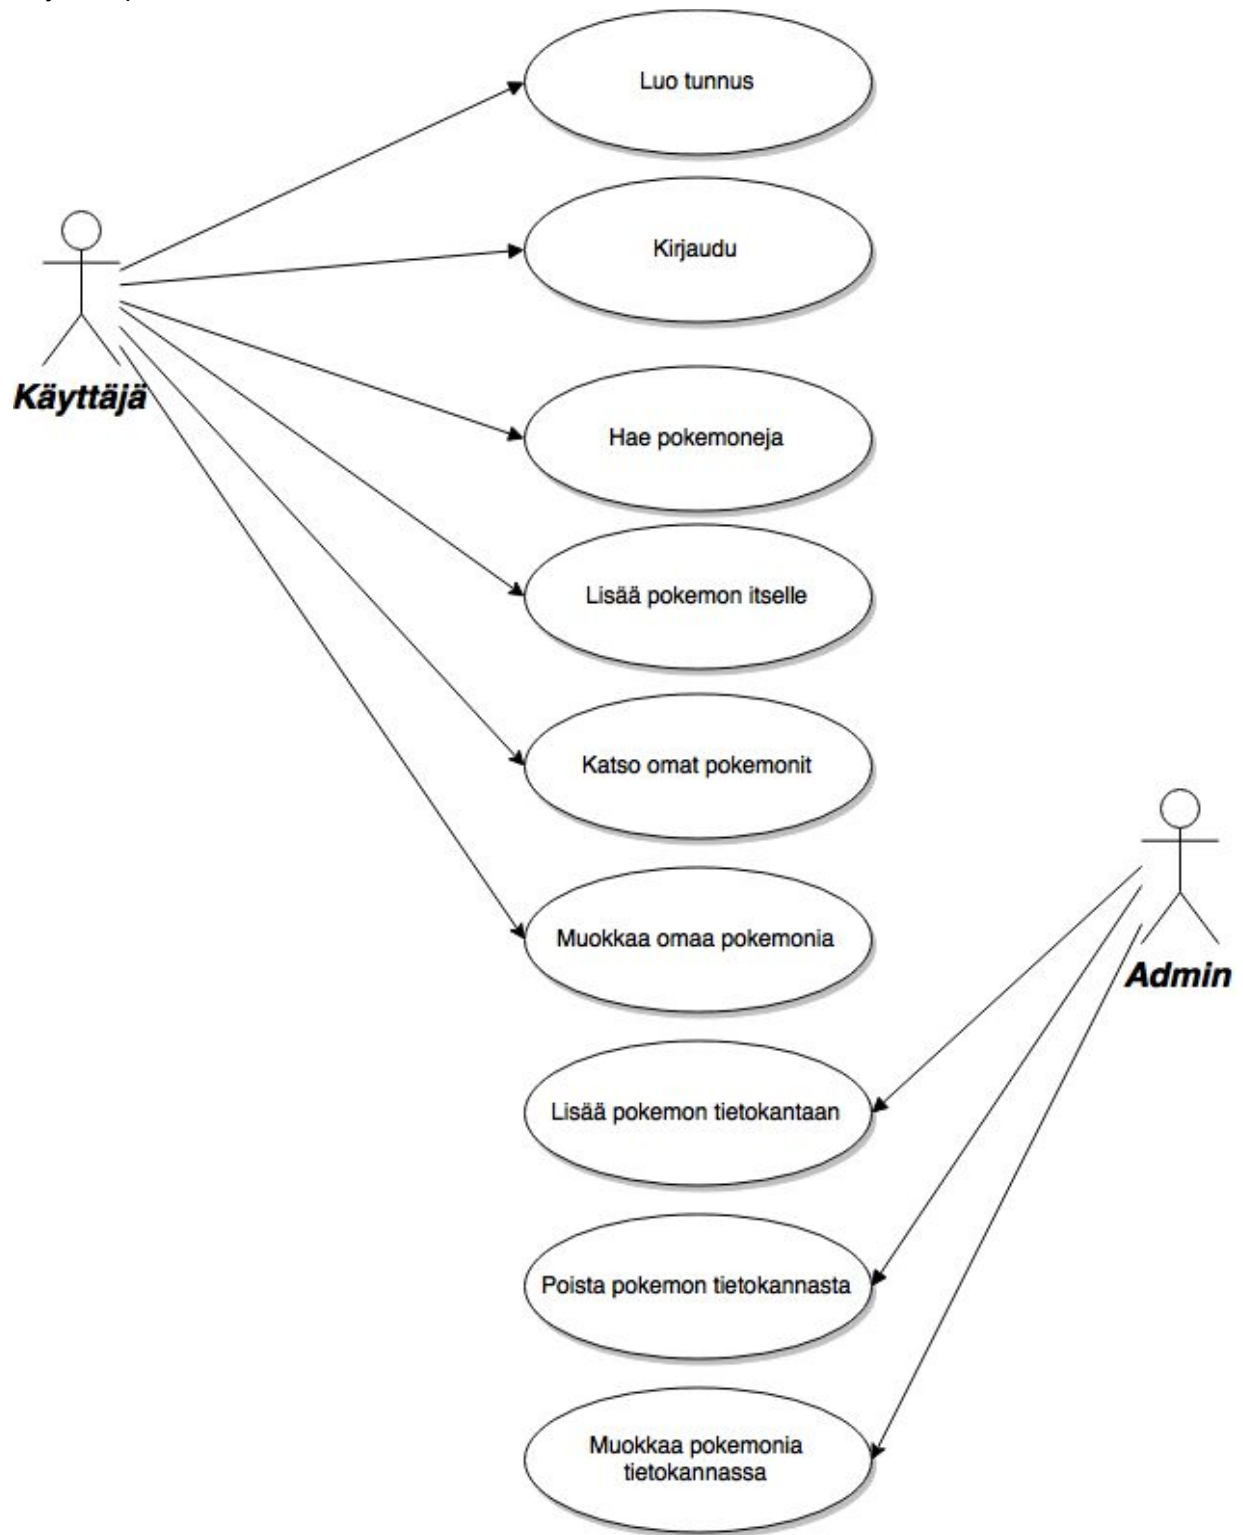 Luo tunnus
Kirjaudu
Käyttäjä
Hae pokemoneja
Lisää pokemon itselle
Katso omat pokemonit
Muokkaa omaa pokemonia
Admin
Lisää pokemon tietokantaan
Poista pokemon tietokannasta
Muokkaa pokemonia
tietokannassa